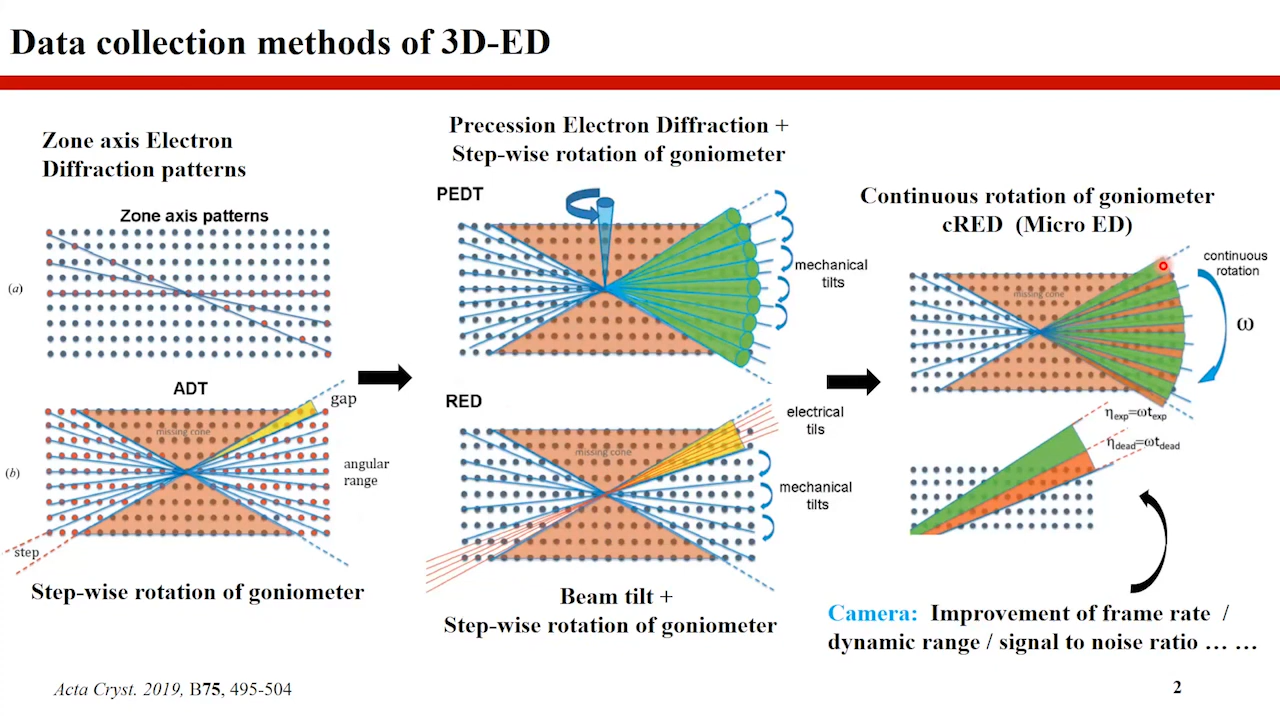 Data collection methods of 3D-ED
Zone axis Electron
Diffraction patterns
Zone axis patterns
(a)
ADT
gap
missing cone
(b)
angular
range
step
Step-wise rotation of goniometer
Precession Electron Diffraction +
Step-wise rotation of goniometer
PEDT
mechanical
tilts
RED
electrical
tils
missing cone
mechanical
tilts
Beam tilt +
Step-wise rotation of goniometer
Continuous rotation of goniometer
cRED (Micro ED)
continuous
rotation
missing cone
ω
ηexp=ωtexp
ηdead=ωtdead
Camera: Improvement of frame rate /
dynamic range / signal to noise ratio … …
Acta Cryst. 2019, B75, 495-504
2